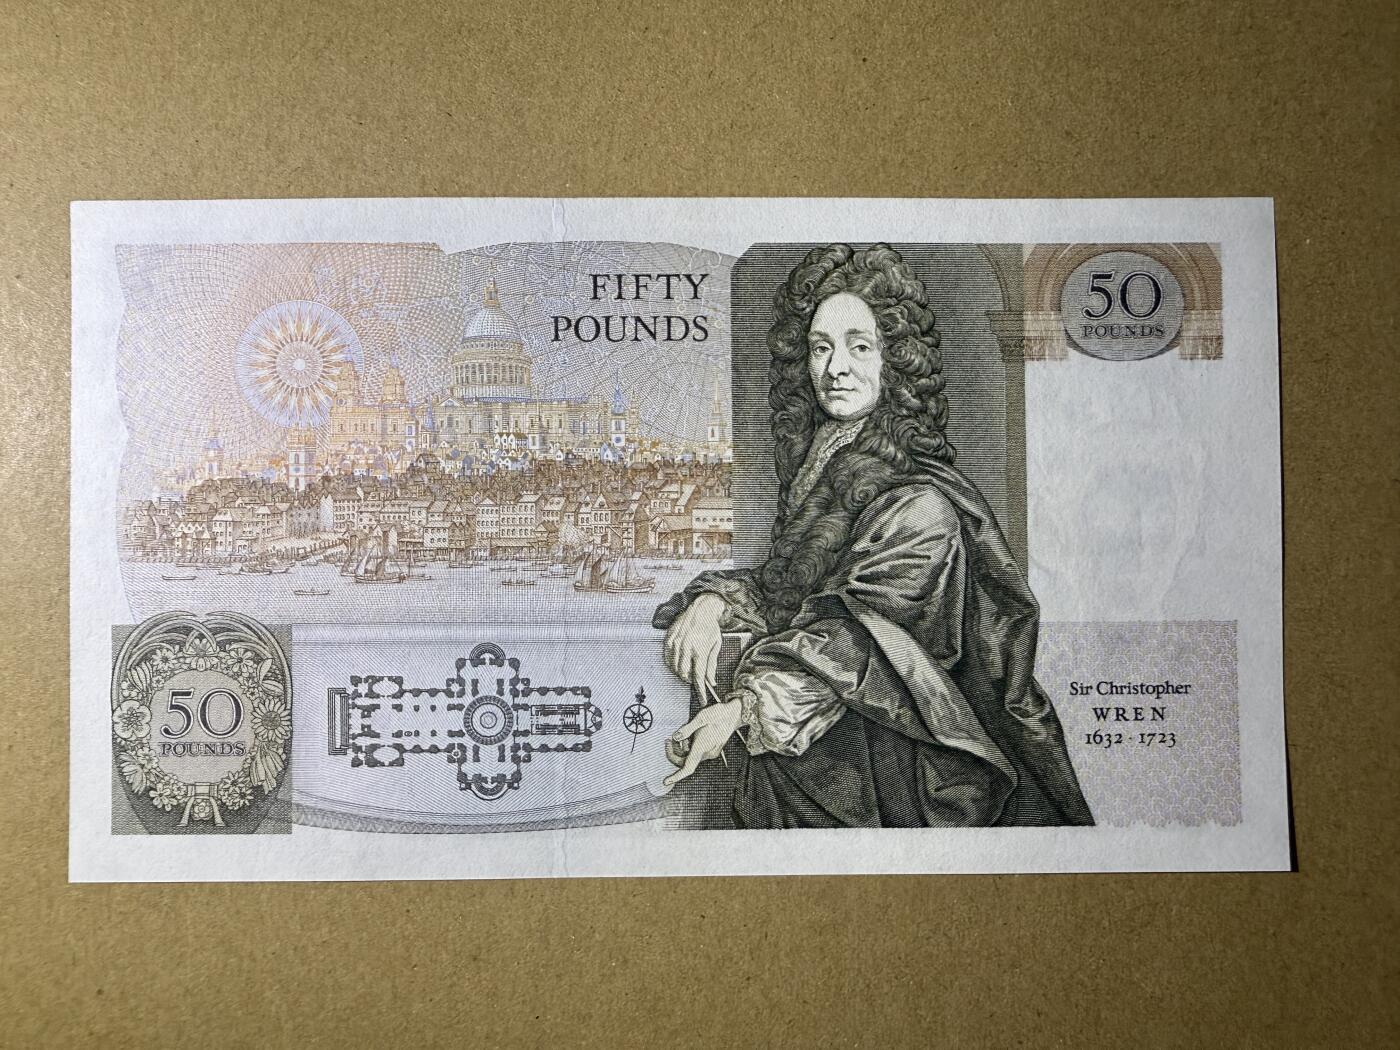 FIFTY
POUNDS
50
POUNDS
50
POUNDS
Sir Christopher
WREN
1632 · 1723